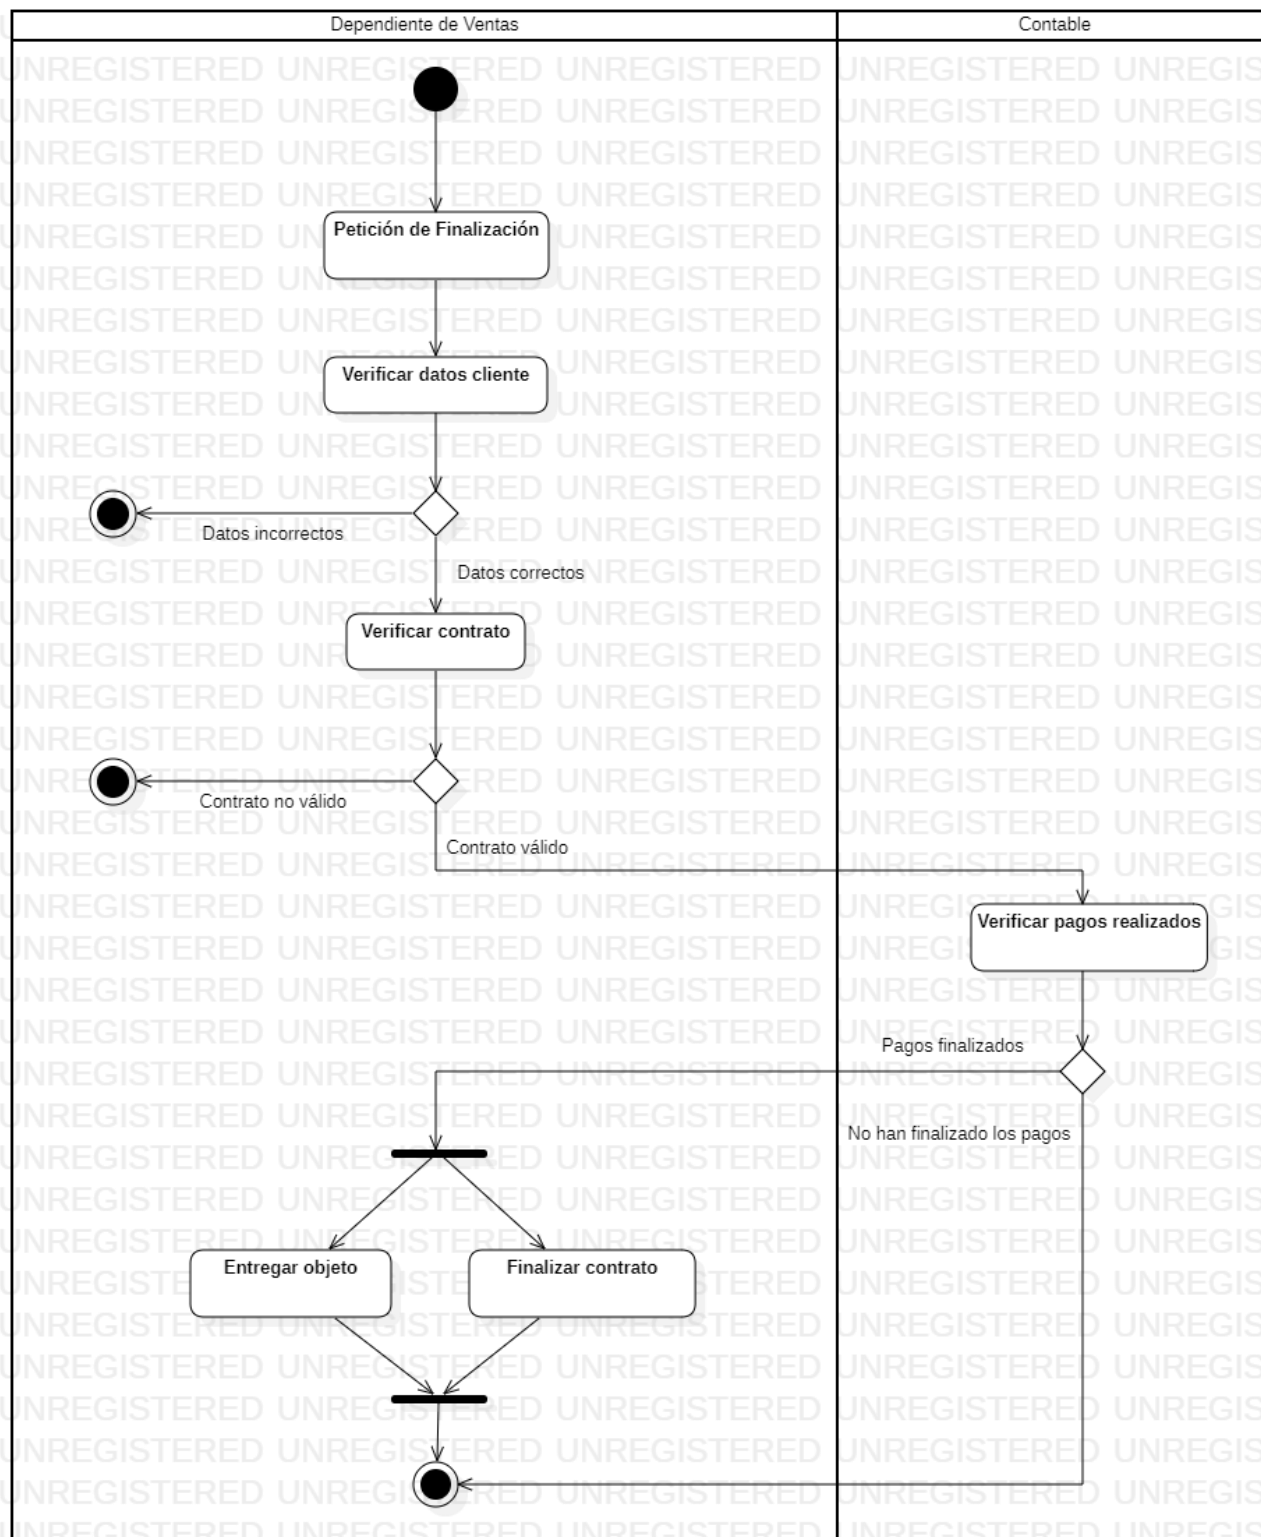 Dependiente de Ventas
Contable
Petición de Finalización
Verificar datos cliente
Datos incorrectos
Datos correctos
Verificar contrato
Contrato no válido
Contrato válido
Verificar pagos realizados
Pagos finalizados
No han finalizado los pagos
Entregar objeto
Finalizar contrato
UNREGISTERED